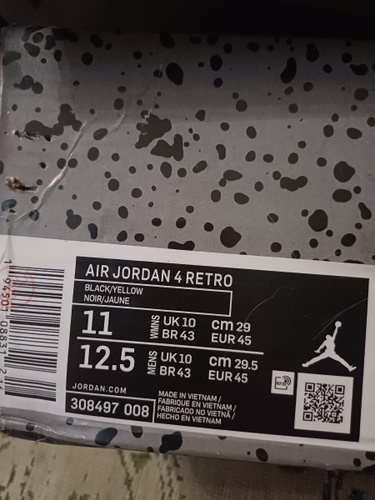 AIR JORDAN 4 RETRO
BLACK/YELLOW
NOIR/JAUNE
11 WMNS UK 10 cm 29
BR 43 EUR 45
12.5 MENS UK 10 cm 29.5
BR 43 EUR 45
JORDAN.COM
308497 008
MADE IN VIETNAM /
FABRIQUE EN VIETNAM /
FABRICADO NO VIETNÃ /
HECHO EN VIETNAM